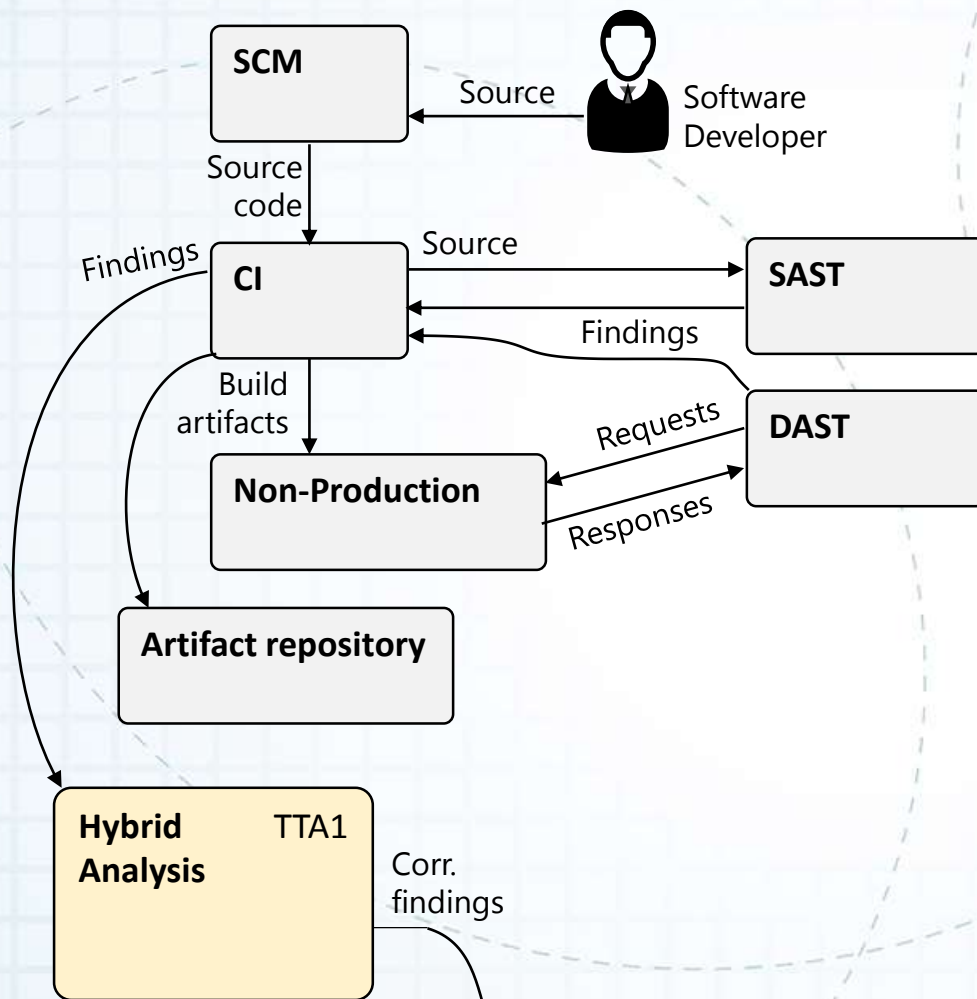 SCM
Source
Software
Developer
Source
code
Findings
CI
Source
SAST
Findings
Build
artifacts
Requests
DAST
Non-Production
Responses
Artifact repository
Hybrid TTA1
Analysis
Corr.
findings